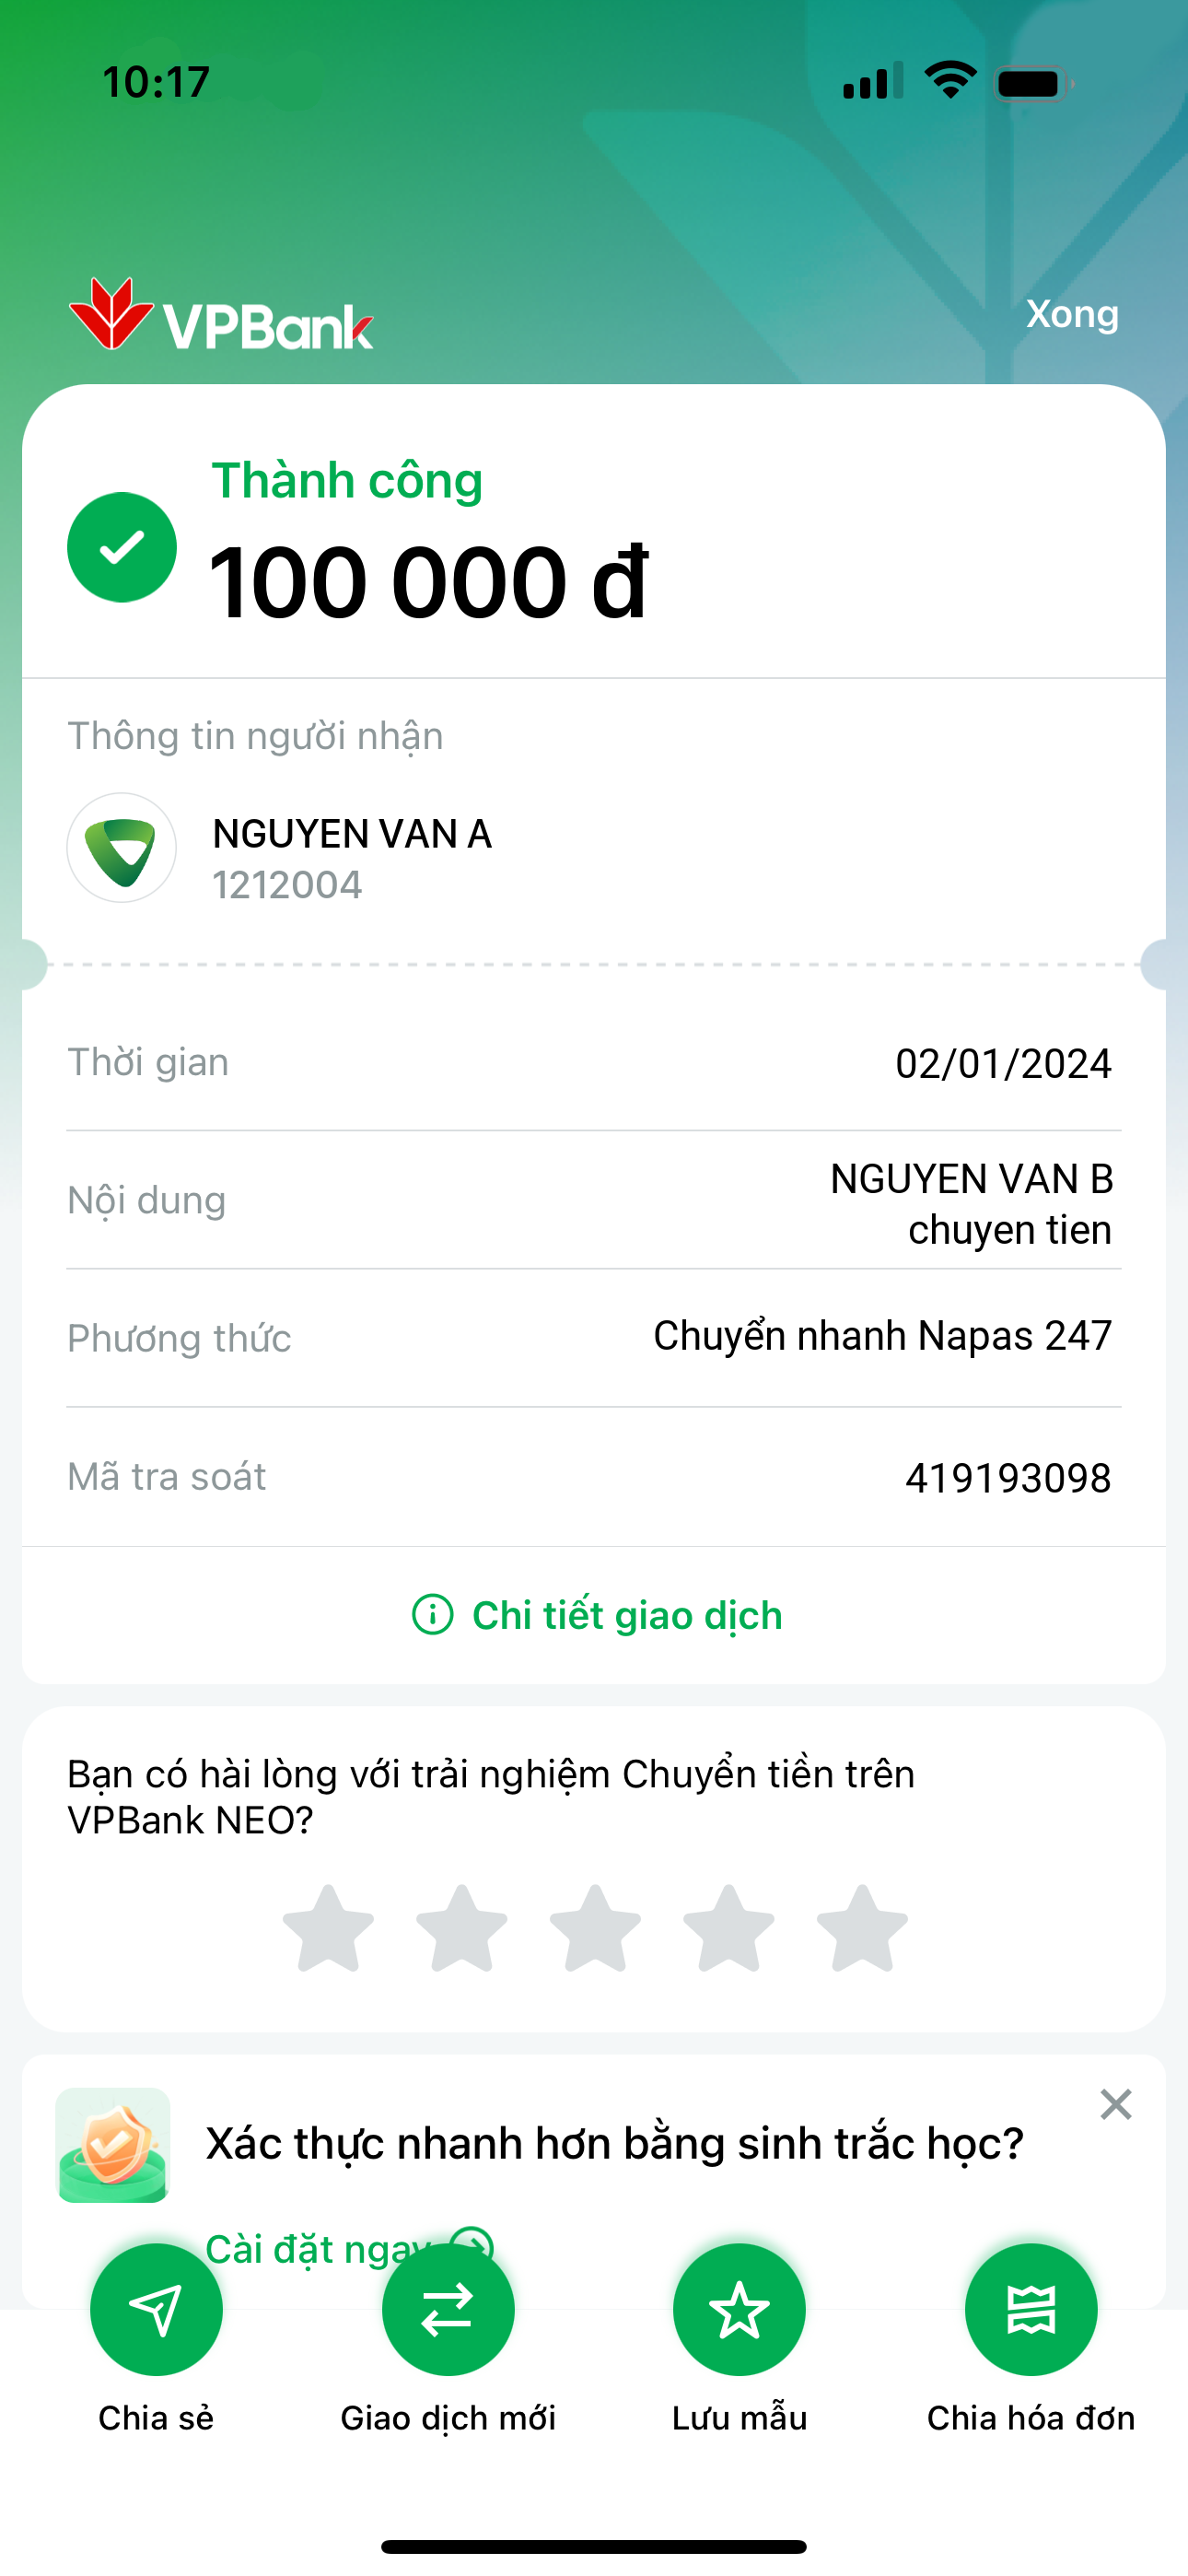 10:17
VPBank
Xong
Thành công
100 000 đ
Thông tin người nhận
NGUYEN VAN A
1212004
Thời gian
02/01/2024
Nội dung
NGUYEN VAN B
chuyen tien
Phương thức
Chuyển nhanh Napas 247
Mã tra soát
419193098
Chi tiết giao dịch
Bạn có hài lòng với trải nghiệm Chuyển tiền trên
VPBank NEO?
Xác thực nhanh hơn bằng sinh trắc học?
Cài đặt ngay
Chia sẻ
Giao dịch mới
Lưu mẫu
Chia hóa đơn